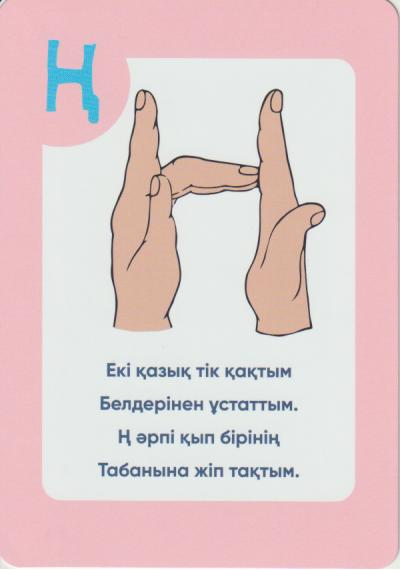 Ң
Екі қазық тік қақтым
Белдерінен ұстаттым.
Ң әрпі қып бірінің
Табанына жіп тақтым.